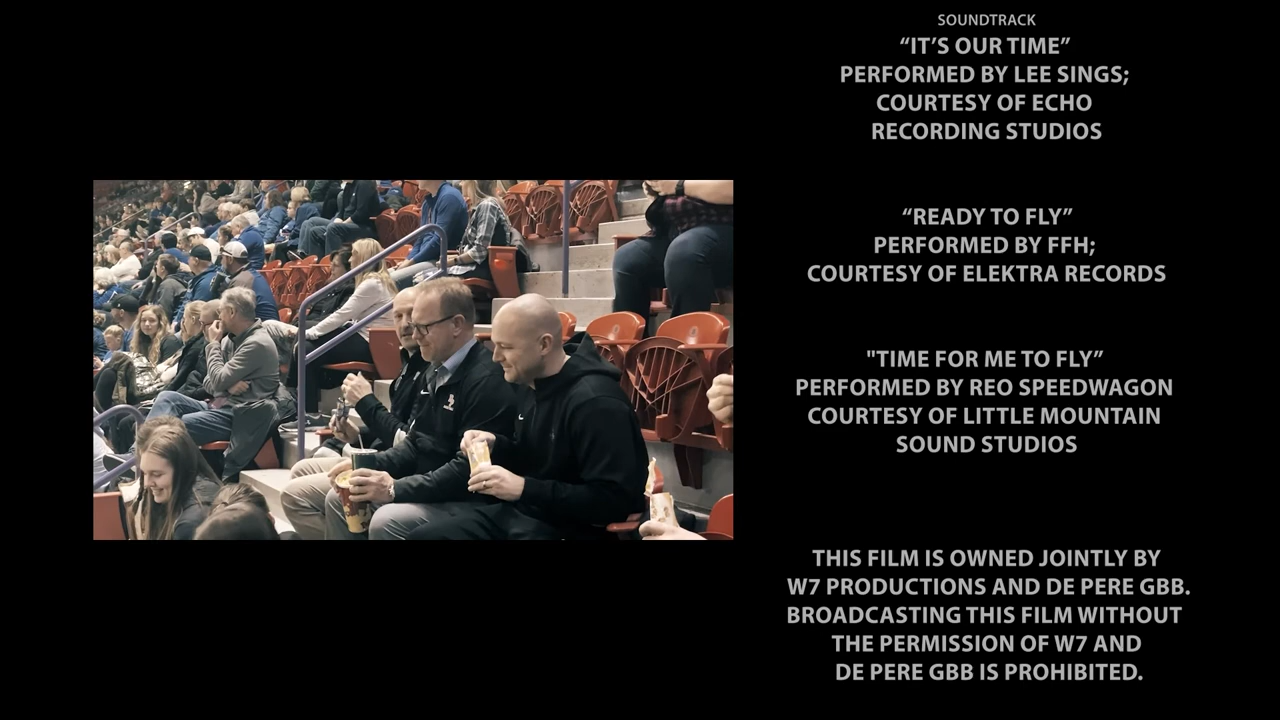 SOUNDTRACK
“IT’S OUR TIME”
PERFORMED BY LEE SINGS;
COURTESY OF ECHO
RECORDING STUDIOS
“READY TO FLY”
PERFORMED BY FFH;
COURTESY OF ELEKTRA RECORDS
"TIME FOR ME TO FLY”
PERFORMED BY REO SPEEDWAGON
COURTESY OF LITTLE MOUNTAIN
SOUND STUDIOS
THIS FILM IS OWNED JOINTLY BY
W7 PRODUCTIONS AND DE PERE GBB.
BROADCASTING THIS FILM WITHOUT
THE PERMISSION OF W7 AND
DE PERE GBB IS PROHIBITED.